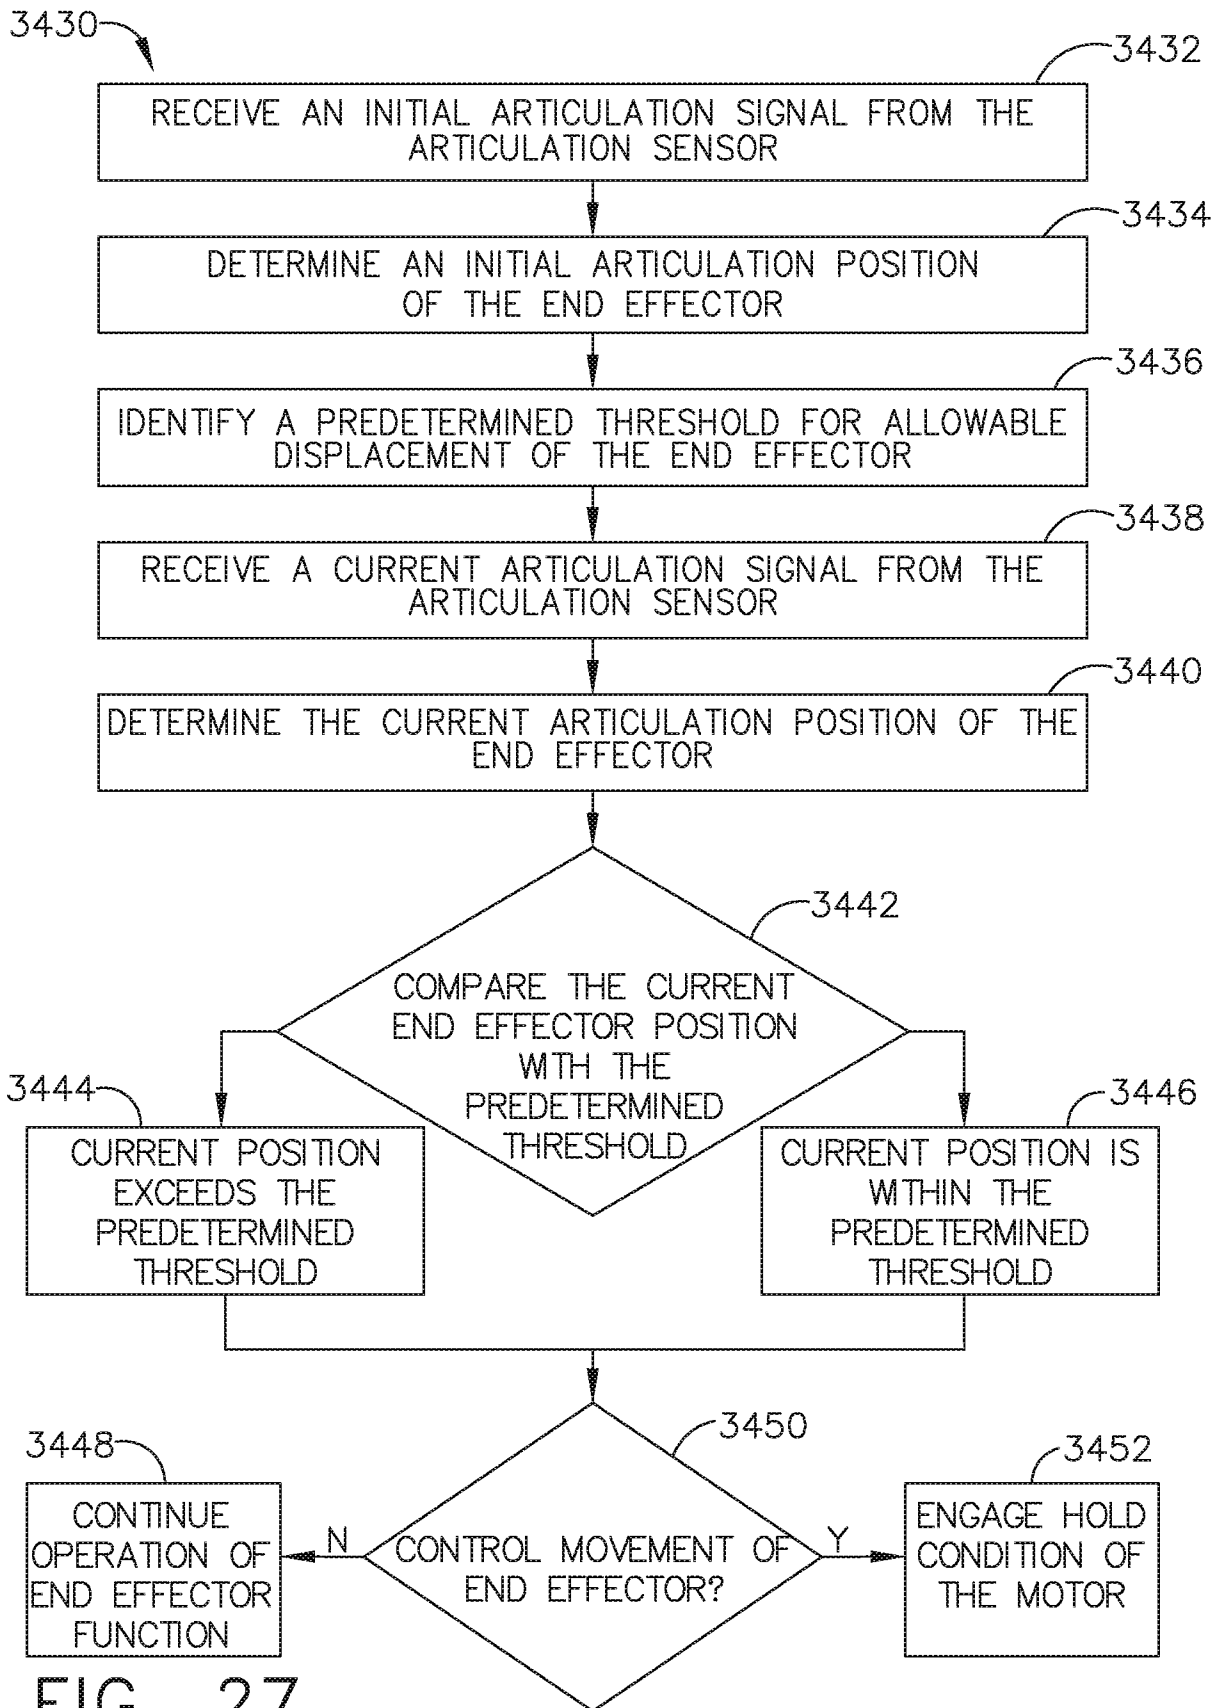 3430
3432
RECEIVE AN INITIAL ARTICULATION SIGNAL FROM THE
ARTICULATION SENSOR
3434
DETERMINE AN INITIAL ARTICULATION POSITION
OF THE END EFFECTOR
3436
IDENTIFY A PREDETERMINED THRESHOLD FOR ALLOWABLE
DISPLACEMENT OF THE END EFFECTOR
3438
RECEIVE A CURRENT ARTICULATION SIGNAL FROM THE
ARTICULATION SENSOR
3440
DETERMINE THE CURRENT ARTICULATION POSITION OF THE
END EFFECTOR
3442
COMPARE THE CURRENT
END EFFECTOR POSITION
WITH THE
PREDETERMINED
THRESHOLD
3444
CURRENT POSITION
EXCEEDS THE
PREDETERMINED
THRESHOLD
3446
CURRENT POSITION IS
WITHIN THE
PREDETERMINED
THRESHOLD
3450
CONTROL MOVEMENT OF
END EFFECTOR?
N
Y
3448
CONTINUE
OPERATION OF
END EFFECTOR
FUNCTION
3452
ENGAGE HOLD
CONDITION OF
THE MOTOR
FIG. 27